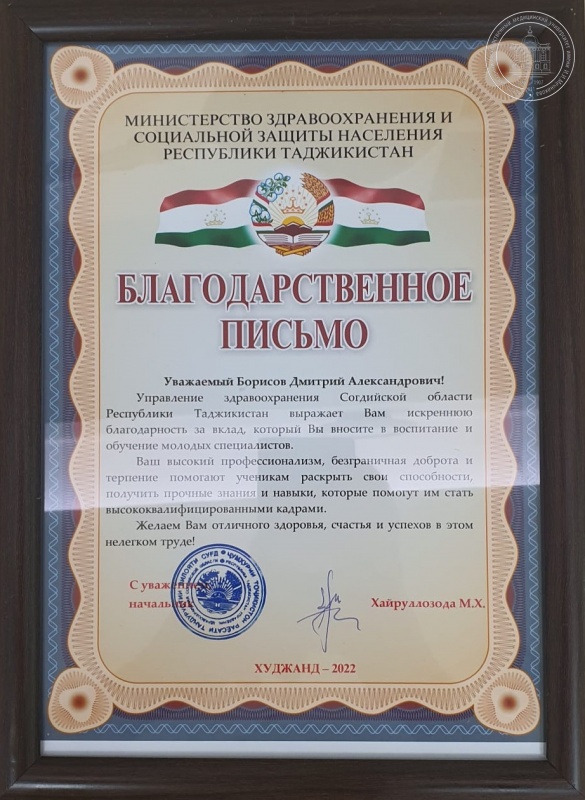 МИНИСТЕРСТВО ЗДРАВООХРАНЕНИЯ И
СОЦИАЛЬНОЙ ЗАЩИТЫ НАСЕЛЕНИЯ
РЕСПУБЛИКИ ТАДЖИКИСТАН
БЛАГОДАРСТВЕННОЕ
ПИСЬМО
Уважаемый Борисов Дмитрий Александрович!
Управление здравоохранения Согдийской области
Республики Таджикистан выражает Вам искреннюю
благодарность за вклад, который Вы вносите в воспитание и
обучение молодых специалистов.
Ваш высокий профессионализм, безграничная доброта и
терпение помогают ученикам раскрыть свои способности,
получить прочные знания и навыки, которые помогут им стать
высококвалифицированными кадрами.
Желаем Вам отличного здоровья, счастья и успехов в этом
нелегком труде!
С уважением,
начальник
Хайруллозода М.Х.
ХУДЖАНД – 2022